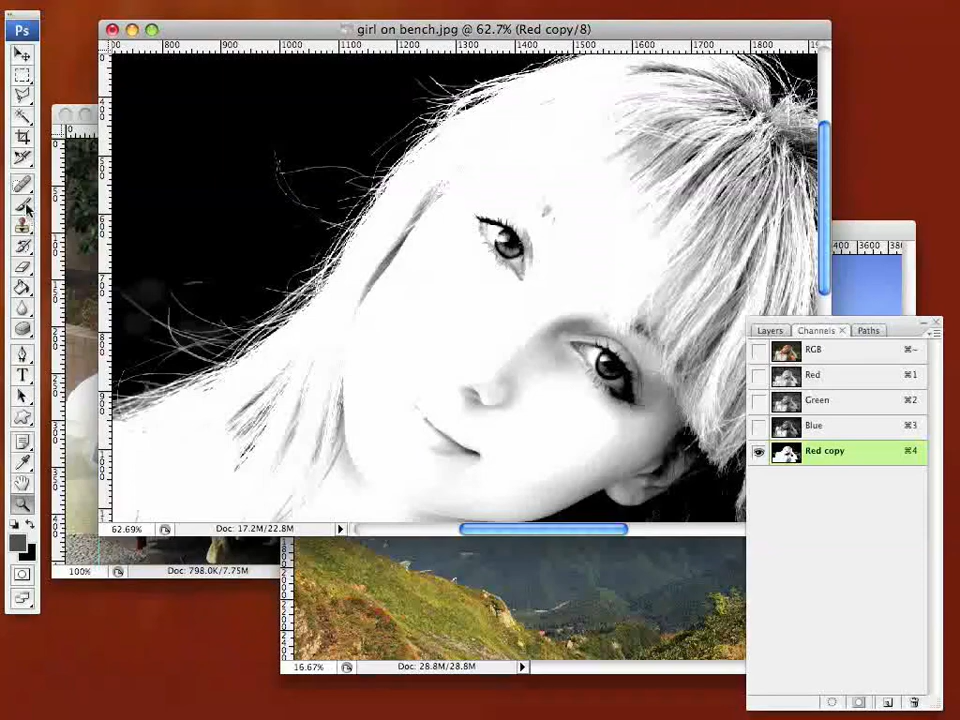 Ps
girl on bench.jpg @ 62.7% (Red copy/8)
800 900 1000 1100 1200 1300 1400 1500 1600 1700 1800
3600
T
Layers Channels Paths
RGB ⌘~
Red ⌘1
Green ⌘2
Blue ⌘3
Red copy ⌘4
62.69% Doc: 17.2M/22.8M
100% Doc: 798.0K/7.75M
16.67% Doc: 28.8M/28.8M